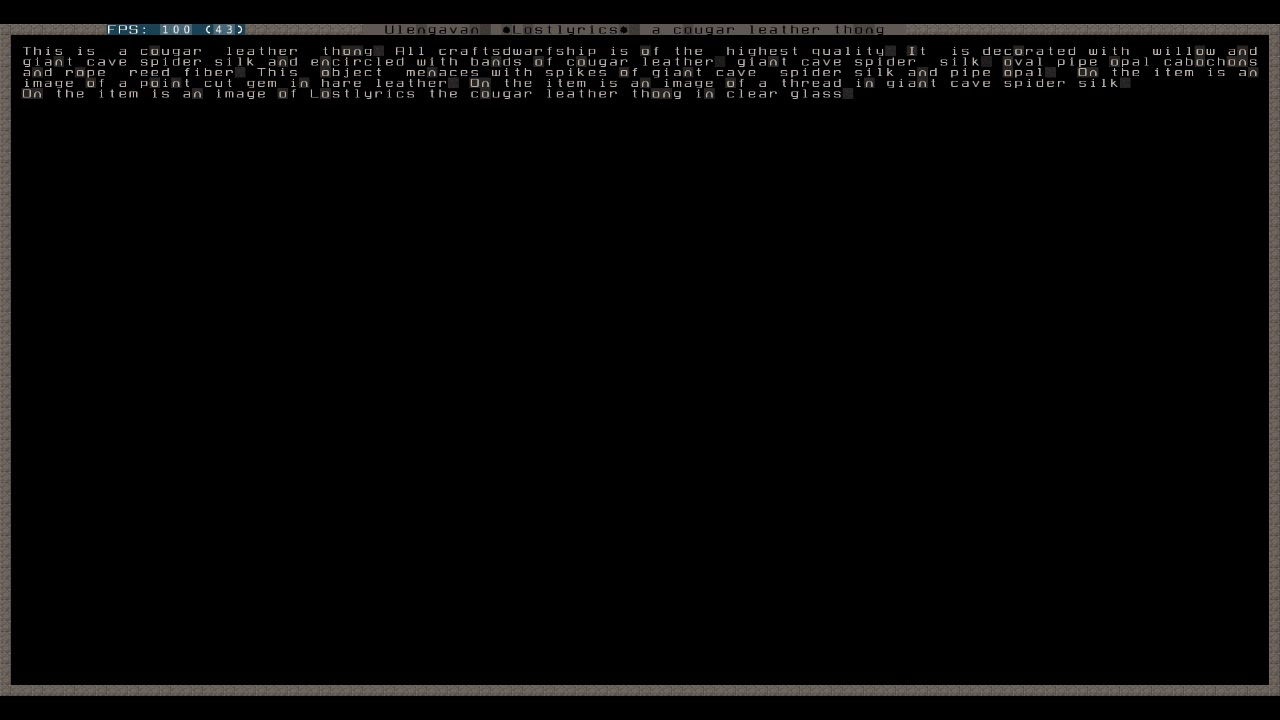 FPS: 100 (43) Ulengavan "Lostlyrics" a cougar leather thong
This is a cougar leather thong. All craftsdwarfship is of the highest quality. It is decorated with willow and
giant cave spider silk and encircled with bands of cougar leather, giant cave spider silk, oval pipe opal cabochons
and rope reed fiber. This object menaces with spikes of giant cave spider silk and pipe opal. On the item is an
image of a point cut gem in hare leather. On the item is an image of a thread in giant cave spider silk.
On the item is an image of Lostlyrics the cougar leather thong in clear glass.